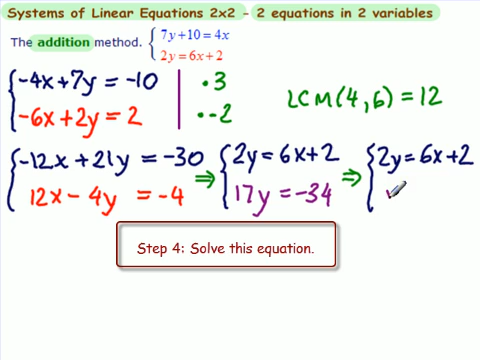 Systems of Linear Equations 2x2 - 2 equations in 2 variables
The addition method. { 7y+10 = 4x
2y = 6x+2
{ -4x+7y = -10 | · 3
-6x+2y = 2 | · -2
LCM(4,6) = 12
{ -12x+21y = -30
12x-4y = -4
⇒ { 2y = 6x+2
17y = -34
⇒ { 2y = 6x+2
Step 4: Solve this equation.